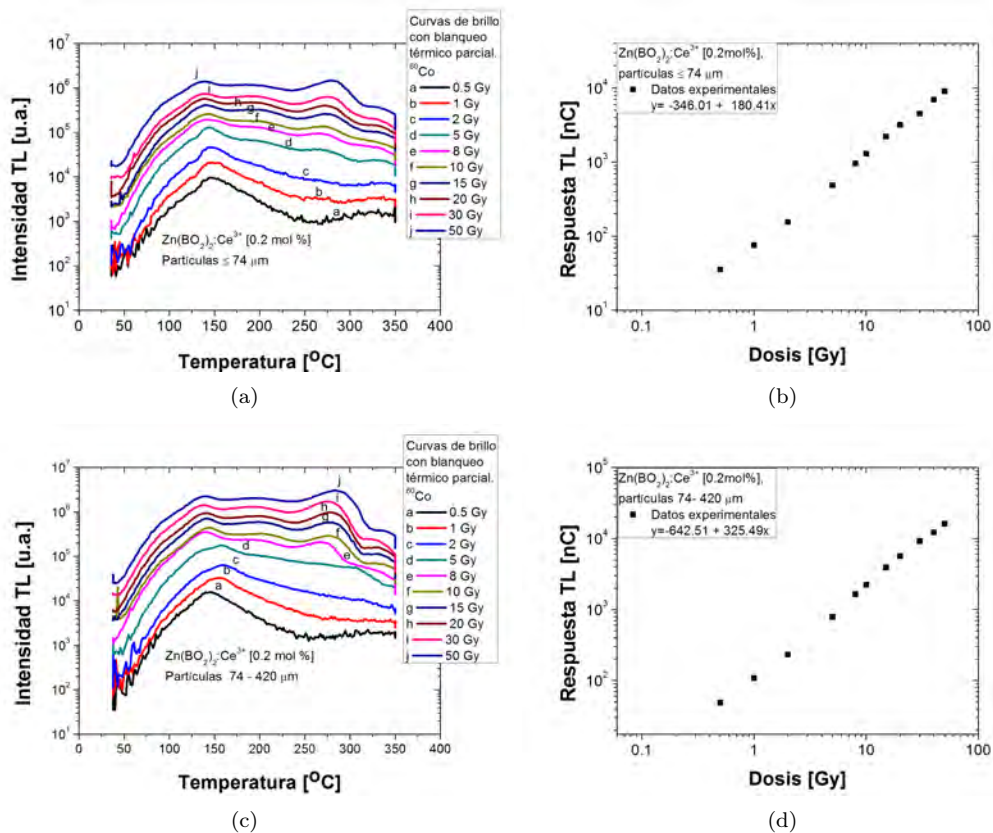 Curvas de brillo
con blanqueo
térmico parcial.
⁶⁰Co
a 0.5 Gy
b 1 Gy
c 2 Gy
d 5 Gy
e 8 Gy
f 10 Gy
g 15 Gy
h 20 Gy
i 30 Gy
j 50 Gy
10⁷
10⁶
10⁵
10⁴
10³
10²
10¹
Intensidad TL [u.a.]
j
i
h
g
f
e
d
c
b
a
Zn(BO₂)₂:Ce³⁺ [0.2 mol %]
Partículas ≤ 74 µm
0 50 100 150 200 250 300 350 400
Temperatura [ºC]
(a)
Zn(BO₂)₂:Ce³⁺ [0.2mol%],
partículas ≤ 74 µm
Datos experimentales
y= -346.01 + 180.41x
10⁴
10³
10²
10¹
Respuesta TL [nC]
0.1 1 10 100
Dosis [Gy]
(b)
Curvas de brillo
con blanqueo
térmico parcial.
⁶⁰Co
a 0.5 Gy
b 1 Gy
c 2 Gy
d 5 Gy
e 8 Gy
f 10 Gy
g 15 Gy
h 20 Gy
i 30 Gy
j 50 Gy
10⁷
10⁶
10⁵
10⁴
10³
10²
10¹
Intensidad TL [u.a.]
j
i
h
f
e
d
c
b
a
Zn(BO₂)₂:Ce³⁺ [0.2 mol %]
Partículas 74 - 420 µm
0 50 100 150 200 250 300 350 400
Temperatura [ºC]
(c)
Zn(BO₂)₂:Ce³⁺ [0.2mol%],
partículas 74- 420 µm
Datos experimentales
y=-642.51 + 325.49x
10⁵
10⁴
10³
10²
Respuesta TL [nC]
0.1 1 10 100
Dosis [Gy]
(d)